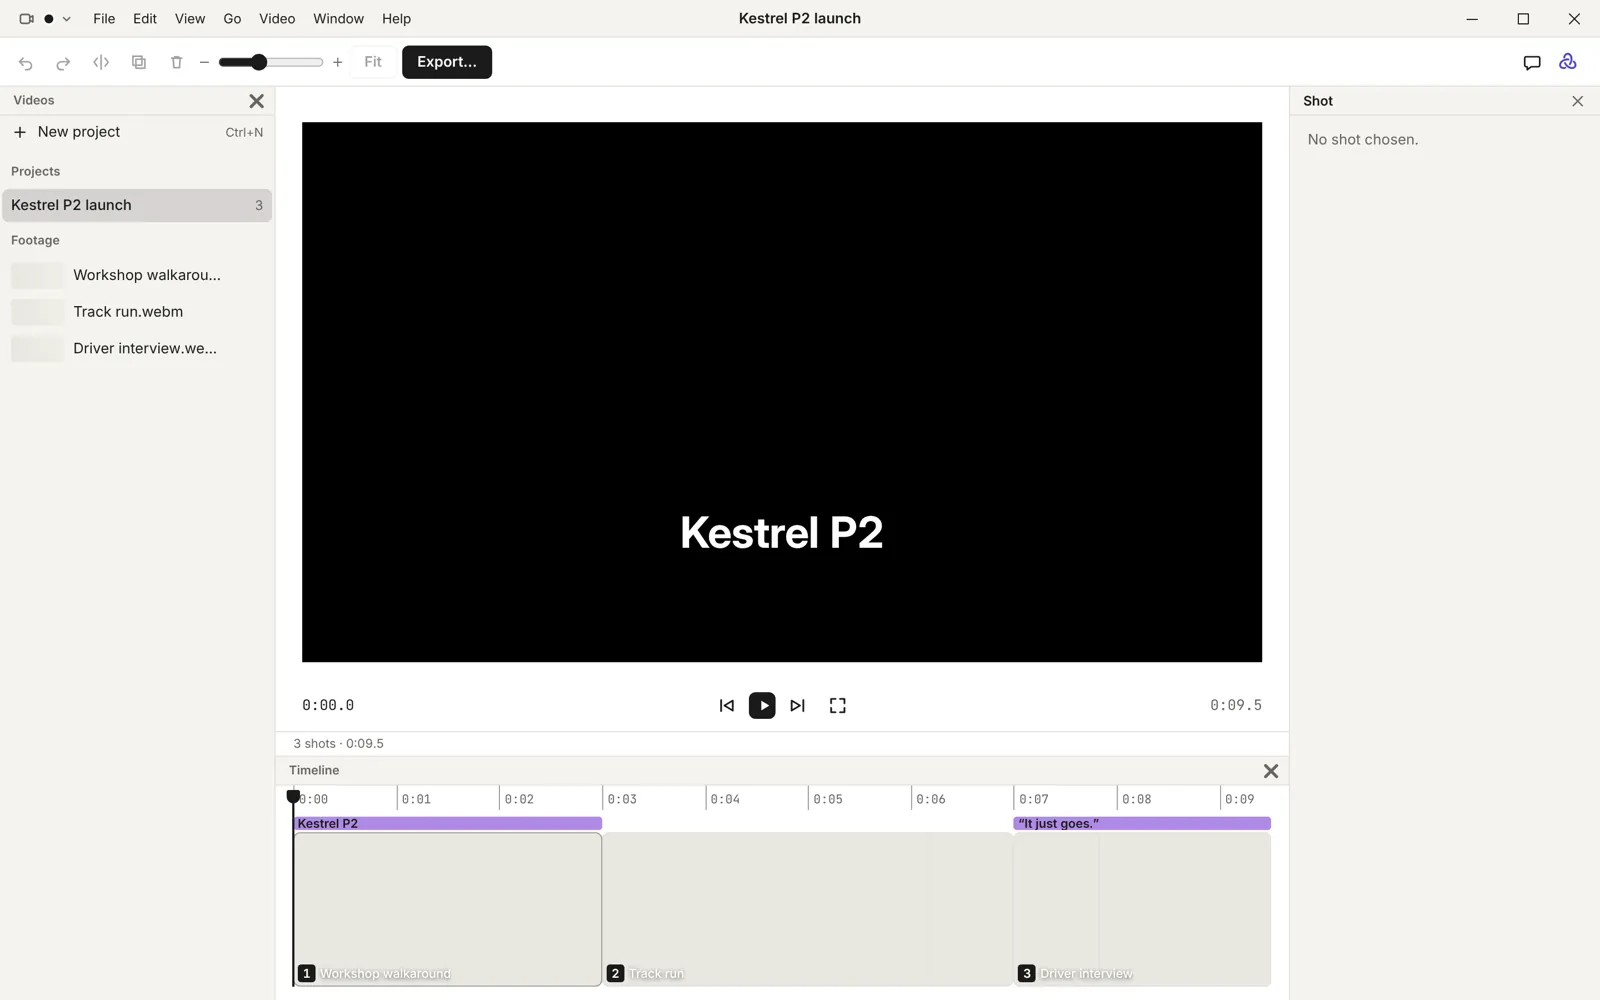 File Edit View Go Video Window Help
Kestrel P2 launch
Fit
Export...
Videos
New project Ctrl+N
Projects
Kestrel P2 launch 3
Footage
Workshop walkarou...
Track run.webm
Driver interview.we...
Kestrel P2
0:00.0
0:09.5
3 shots · 0:09.5
Timeline
0:00 0:01 0:02 0:03 0:04 0:05 0:06 0:07 0:08 0:09
Kestrel P2
“It just goes.”
1 Workshop walkaround
2 Track run
3 Driver interview
Shot
No shot chosen.